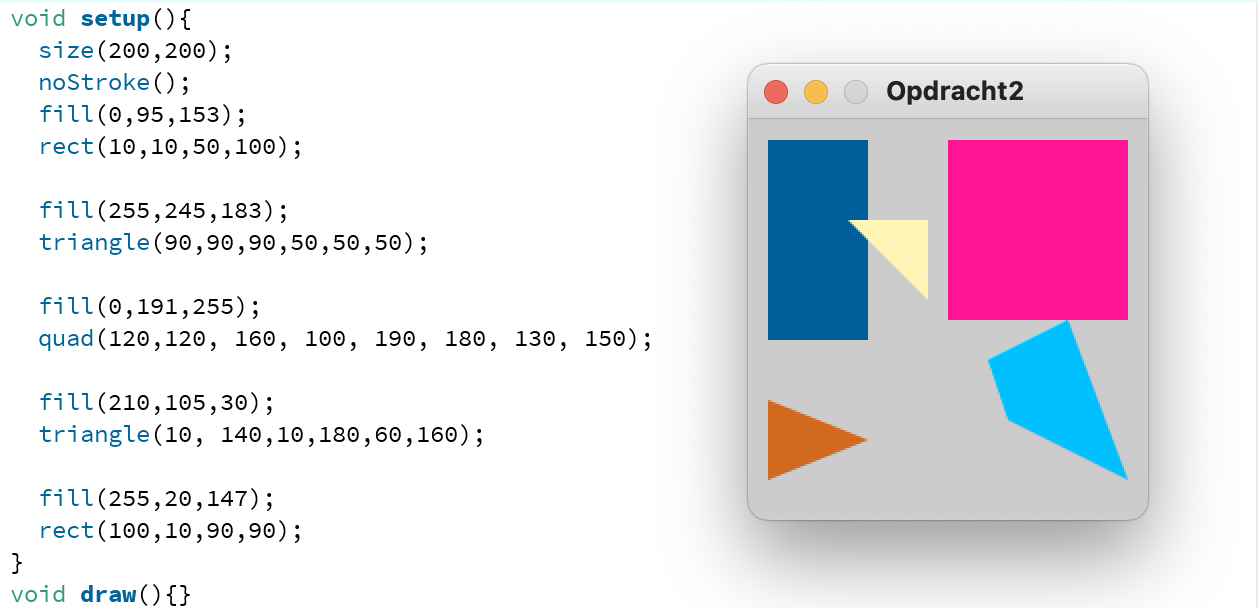 void setup(){
  size(200,200);
  noStroke();
  fill(0,95,153);
  rect(10,10,50,100);

  fill(255,245,183);
  triangle(90,90,90,50,50,50);

  fill(0,191,255);
  quad(120,120, 160, 100, 190, 180, 130, 150);

  fill(210,105,30);
  triangle(10, 140,10,180,60,160);

  fill(255,20,147);
  rect(100,10,90,90);
}
void draw(){}
Opdracht2